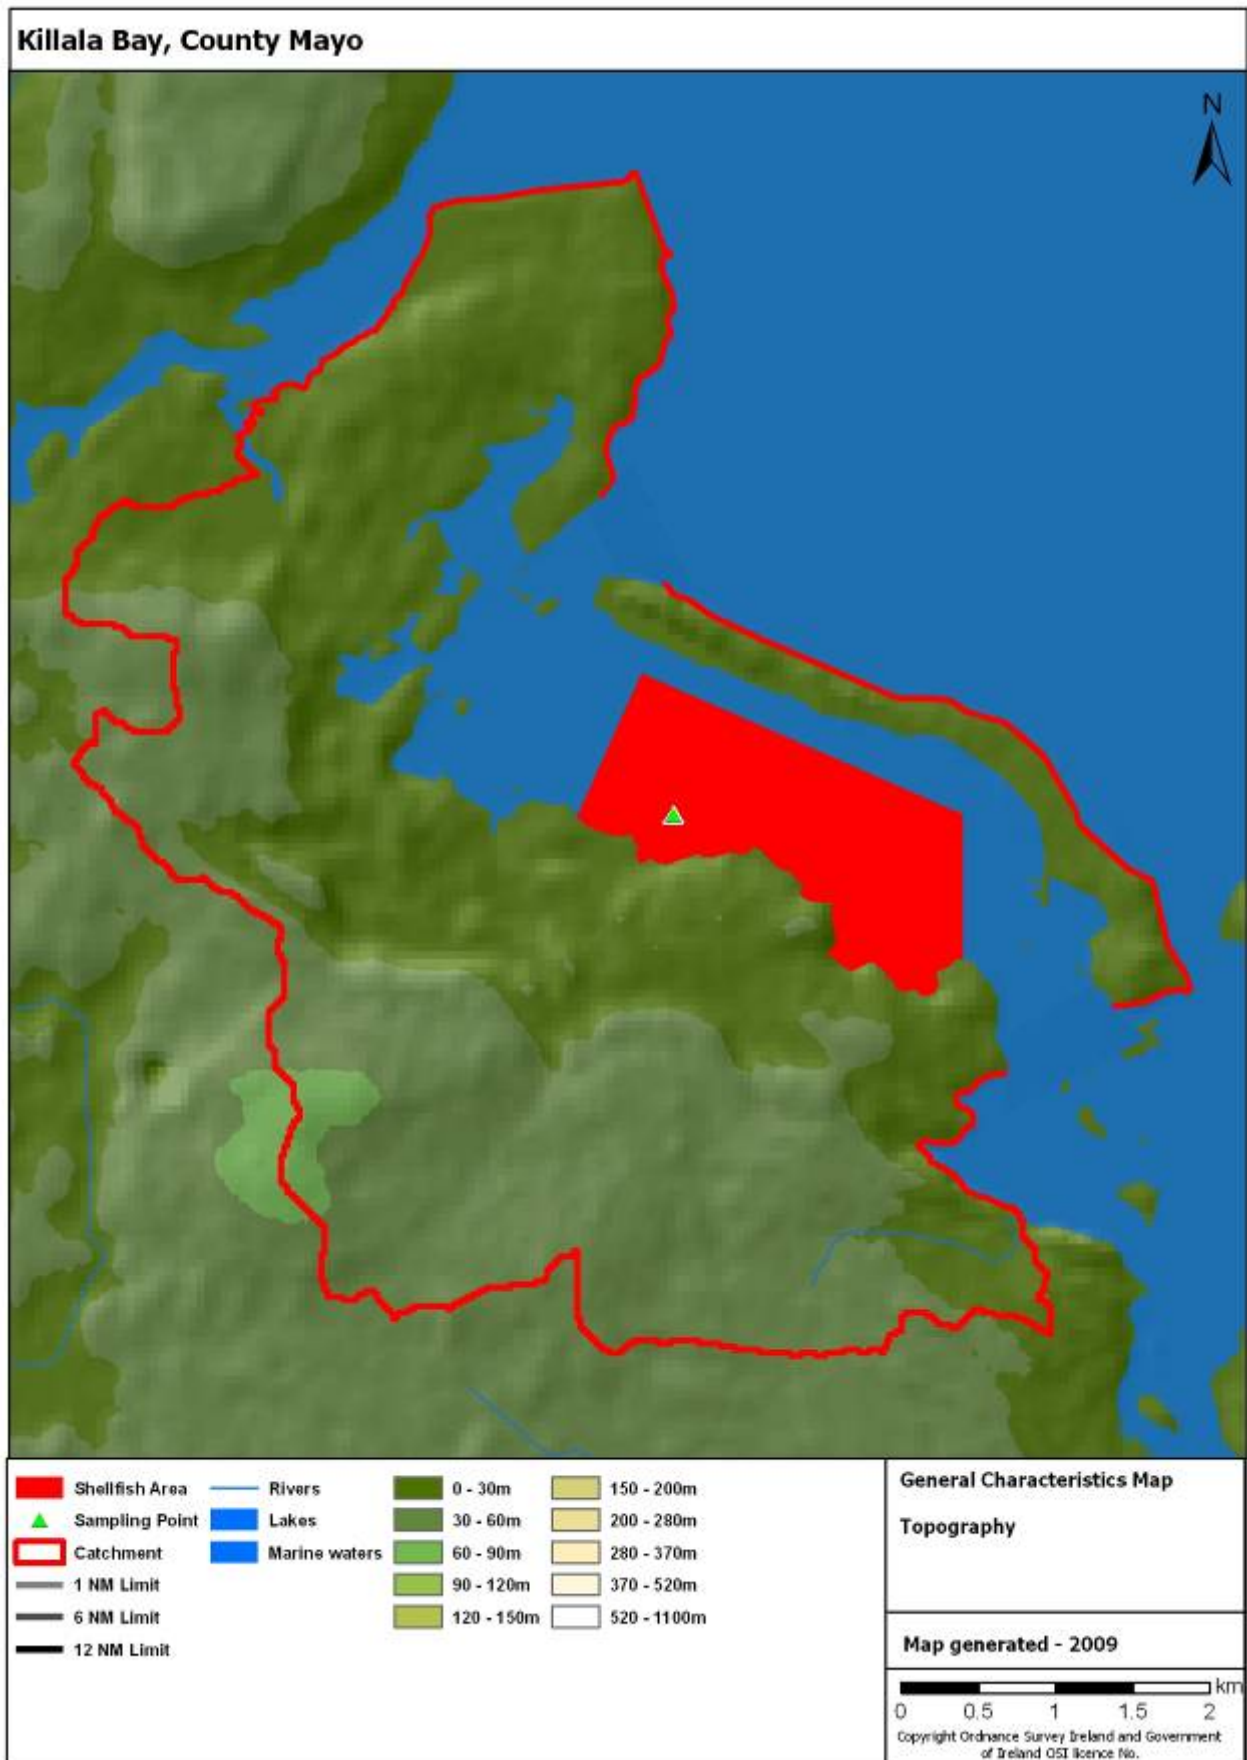 Killala Bay, County Mayo
N
Shellfish Area
Sampling Point
Catchment
1 NM Limit
6 NM Limit
12 NM Limit
Rivers
Lakes
Marine waters
0 - 30m
30 - 60m
60 - 90m
90 - 120m
120 - 150m
150 - 200m
200 - 280m
280 - 370m
370 - 520m
520 - 1100m
General Characteristics Map
Topography
Map generated - 2009
km
0 0.5 1 1.5 2
Copyright Ordnance Survey Ireland and Government
of Ireland OSI licence No.